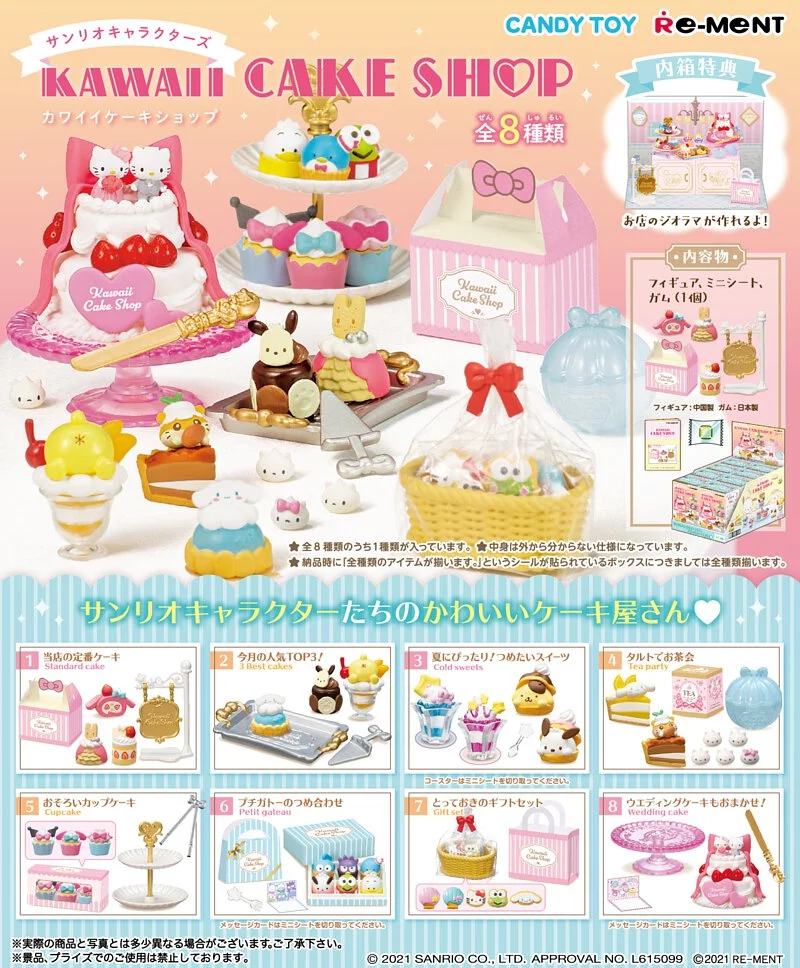 CANDY TOY Re-MENT
サンリオキャラクターズ
KAWAII CAKE SHOP
カワイイケーキショップ
ぜん しゅ るい
全8種類
内箱特典
お店のジオラマが作れるよ!
内容物
フィギュア、ミニシート、
ガム(1個)
フィギュア:中国製 ガム:日本製
Kawaii
Cake Shop
Kawaii
Cake Shop
★全8種類のうち1種類が入っています。★中身は外から分からない仕様になっています。
★納品時に「全種類のアイテムが揃います。」というシールが貼られているボックスにつきましては全種類揃います。
サンリオキャラクターたちのかわいいケーキ屋さん♥
1 当店の定番ケーキ
Standard cake
2 今月の人気TOP3!
3 Best cakes
3 夏にぴったり!つめたいスイーツ
Cold sweets
コースターはミニシートを切り取ってください。
4 タルトでお茶会
Tea party
TEA
5 おそろいカップケーキ
Cupcake
6 プチガトーのつめ合わせ
Petit gateau
メッセージカードはミニシートを切り取ってください。
7 とっておきのギフトセット
Gift set
8 ウエディングケーキもおまかせ!
Wedding cake
メッセージカードはミニシートを切り取ってください。
※実際の商品と写真とは多少異なる場合がございます。ご了承下さい。
※景品、プライズでのご使用は禁止しております。
© 2021 SANRIO CO., LTD. APPROVAL NO. L615099 ©2021 RE-MENT